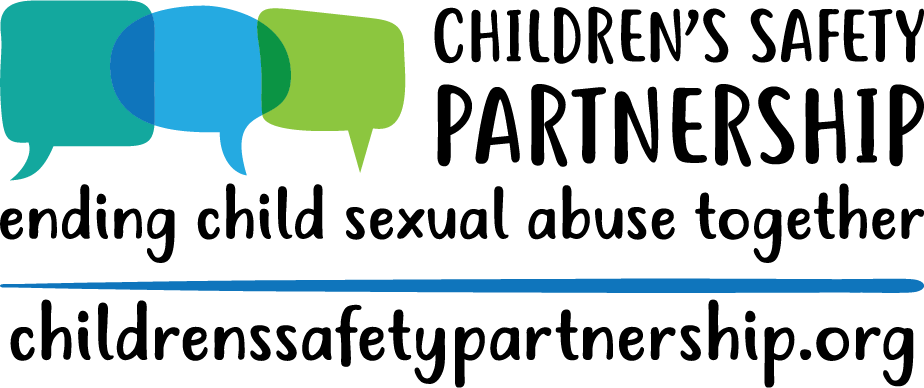 CHILDREN'S SAFETY
PARTNERSHIP
ending child sexual abuse together
childrenssafetypartnership.org